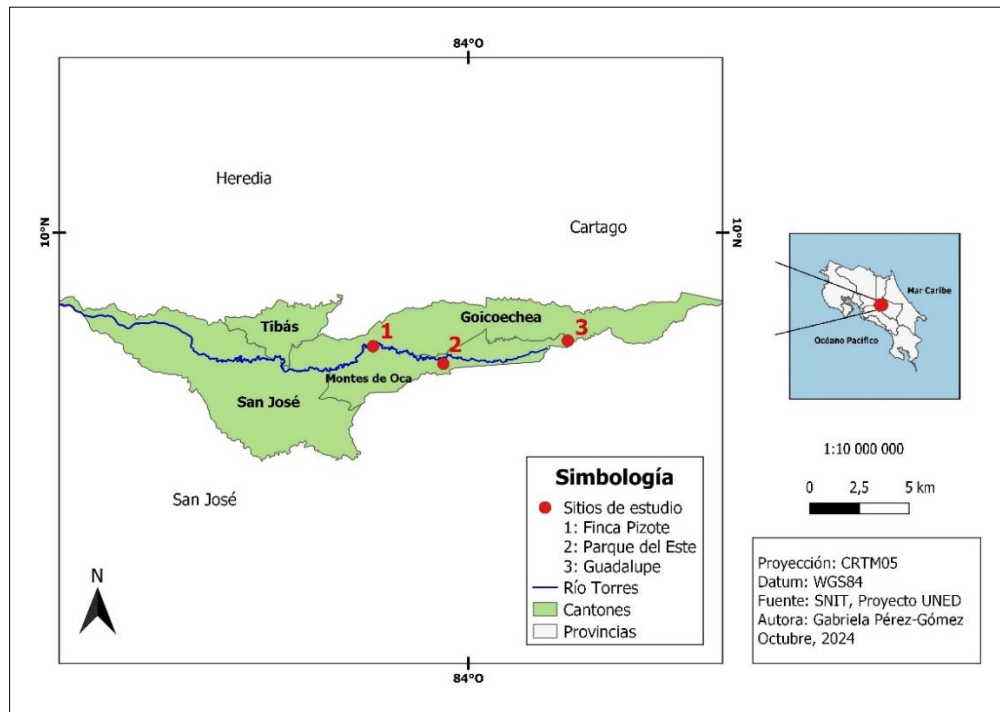 84°O
Heredia
10°N
Cartago
10°N
Mar Caribe
Océano Pacifico
Tibás
Goicoechea
1
2
3
Montes de Oca
San José
San José
1:10 000 000
0 2,5 5 km
Simbología
Sitios de estudio
1: Finca Pizote
2: Parque del Este
3: Guadalupe
Río Torres
Cantones
Provincias
N
Proyección: CRTM05
Datum: WGS84
Fuente: SNIT, Proyecto UNED
Autora: Gabriela Pérez-Gómez
Octubre, 2024
84°O